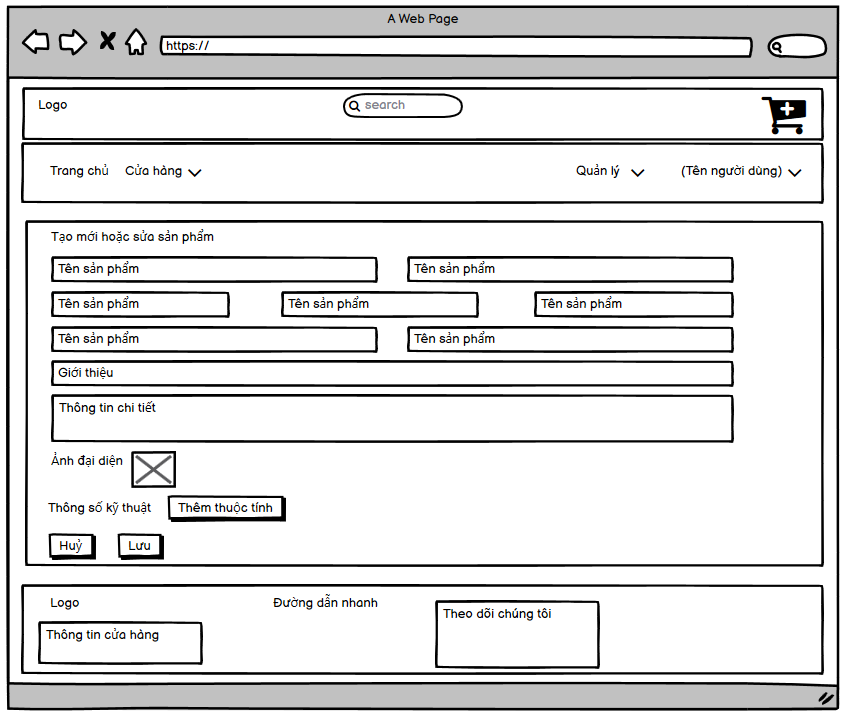 A Web Page
https://
Logo
search
Trang chủ Cửa hàng Quản lý (Tên người dùng)
Tạo mới hoặc sửa sản phẩm
Tên sản phẩm Tên sản phẩm
Tên sản phẩm Tên sản phẩm Tên sản phẩm
Tên sản phẩm Tên sản phẩm
Giới thiệu
Thông tin chi tiết
Ảnh đại diện
Thông số kỹ thuật Thêm thuộc tính
Huỷ Lưu
Logo Đường dẫn nhanh Theo dõi chúng tôi
Thông tin cửa hàng